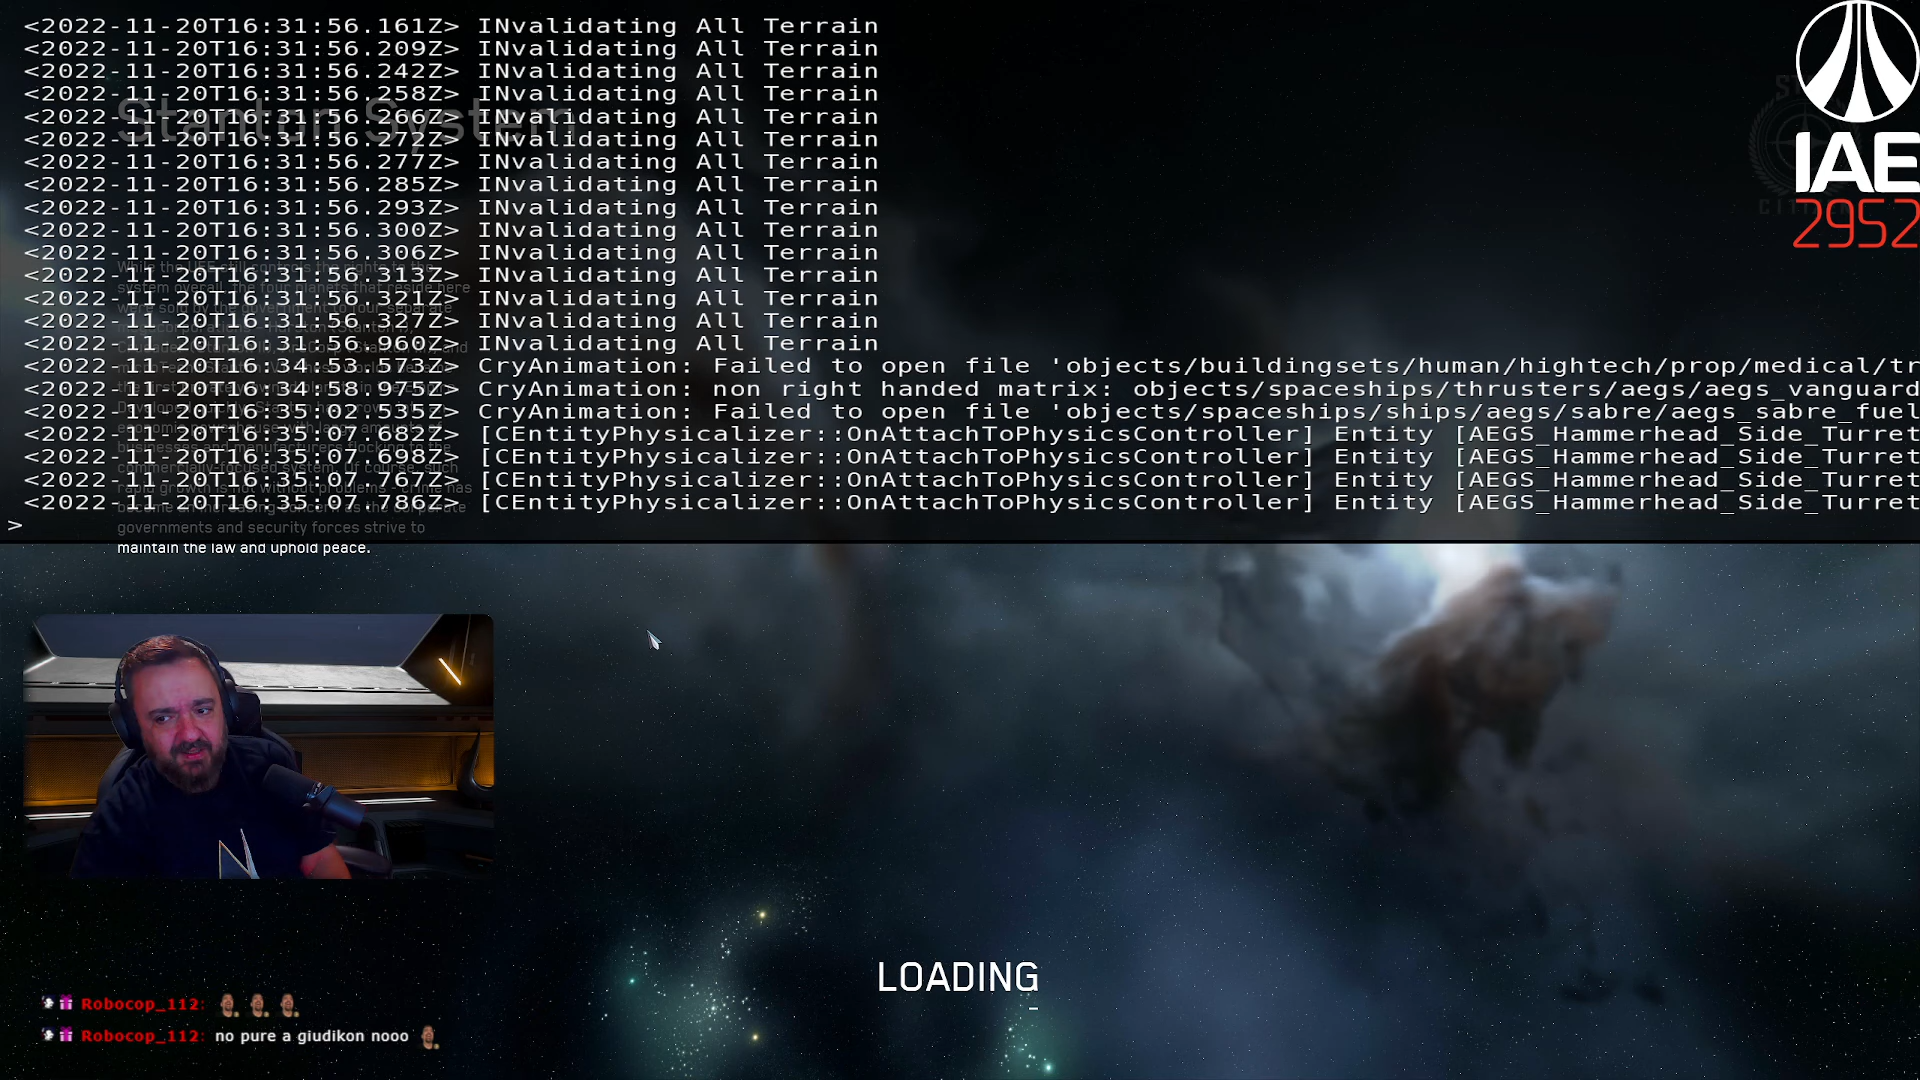 <2022-11-20T16:31:56.161Z> INvalidating All Terrain
<2022-11-20T16:31:56.209Z> INvalidating All Terrain
<2022-11-20T16:31:56.242Z> INvalidating All Terrain
<2022-11-20T16:31:56.258Z> INvalidating All Terrain
<2022-11-20T16:31:56.266Z> INvalidating All Terrain
<2022-11-20T16:31:56.272Z> INvalidating All Terrain
<2022-11-20T16:31:56.277Z> INvalidating All Terrain
<2022-11-20T16:31:56.285Z> INvalidating All Terrain
<2022-11-20T16:31:56.293Z> INvalidating All Terrain
<2022-11-20T16:31:56.300Z> INvalidating All Terrain
<2022-11-20T16:31:56.306Z> INvalidating All Terrain
<2022-11-20T16:31:56.313Z> INvalidating All Terrain
<2022-11-20T16:31:56.321Z> INvalidating All Terrain
<2022-11-20T16:31:56.327Z> INvalidating All Terrain
<2022-11-20T16:31:56.960Z> INvalidating All Terrain
<2022-11-20T16:34:58.573Z> CryAnimation: Failed to open file 'objects/buildingsets/human/hightech/prop/medical/tr
<2022-11-20T16:34:58.975Z> CryAnimation: non right handed matrix: objects/spaceships/thrusters/aegs/aegs_vanguard
<2022-11-20T16:35:02.535Z> CryAnimation: Failed to open file 'objects/spaceships/ships/aegs/sabre/aegs_sabre_fuel
<2022-11-20T16:35:07.682Z> [CEntityPhysicalizer::OnAttachToPhysicsController] Entity [AEGS_Hammerhead_Side_Turret
<2022-11-20T16:35:07.698Z> [CEntityPhysicalizer::OnAttachToPhysicsController] Entity [AEGS_Hammerhead_Side_Turret
<2022-11-20T16:35:07.767Z> [CEntityPhysicalizer::OnAttachToPhysicsController] Entity [AEGS_Hammerhead_Side_Turret
[CEntityPhysicalizer::OnAttachToPhysicsController] Entity [AEGS_Hammerhead_Side_Turret
>
Stanton System
governments and security forces strive to
maintain the law and uphold peace.
IAE
2952
LOADING
Robocop_112:
Robocop_112: no pure a giudikon nooo